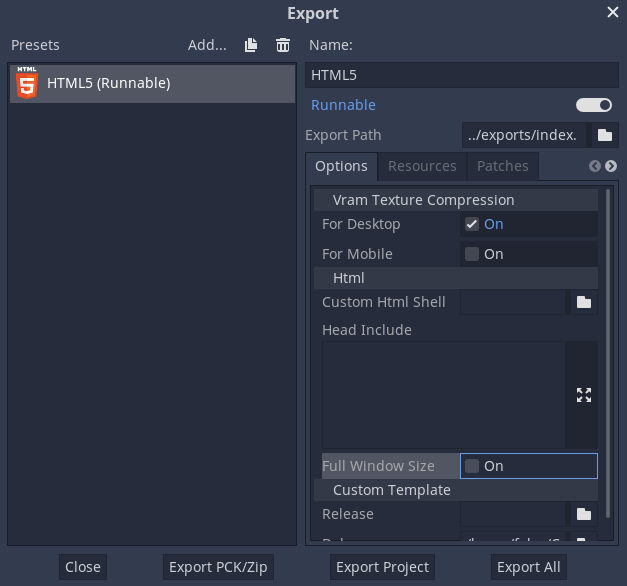 Export
Presets
Add...
Name:
HTML
5
HTML5 (Runnable)
HTML5
Runnable
Export Path
../exports/index.
Options
Resources
Patches
Vram Texture Compression
For Desktop
On
For Mobile
On
Html
Custom Html Shell
Head Include
Full Window Size
On
Custom Template
Release
Close
Export PCK/Zip
Export Project
Export All